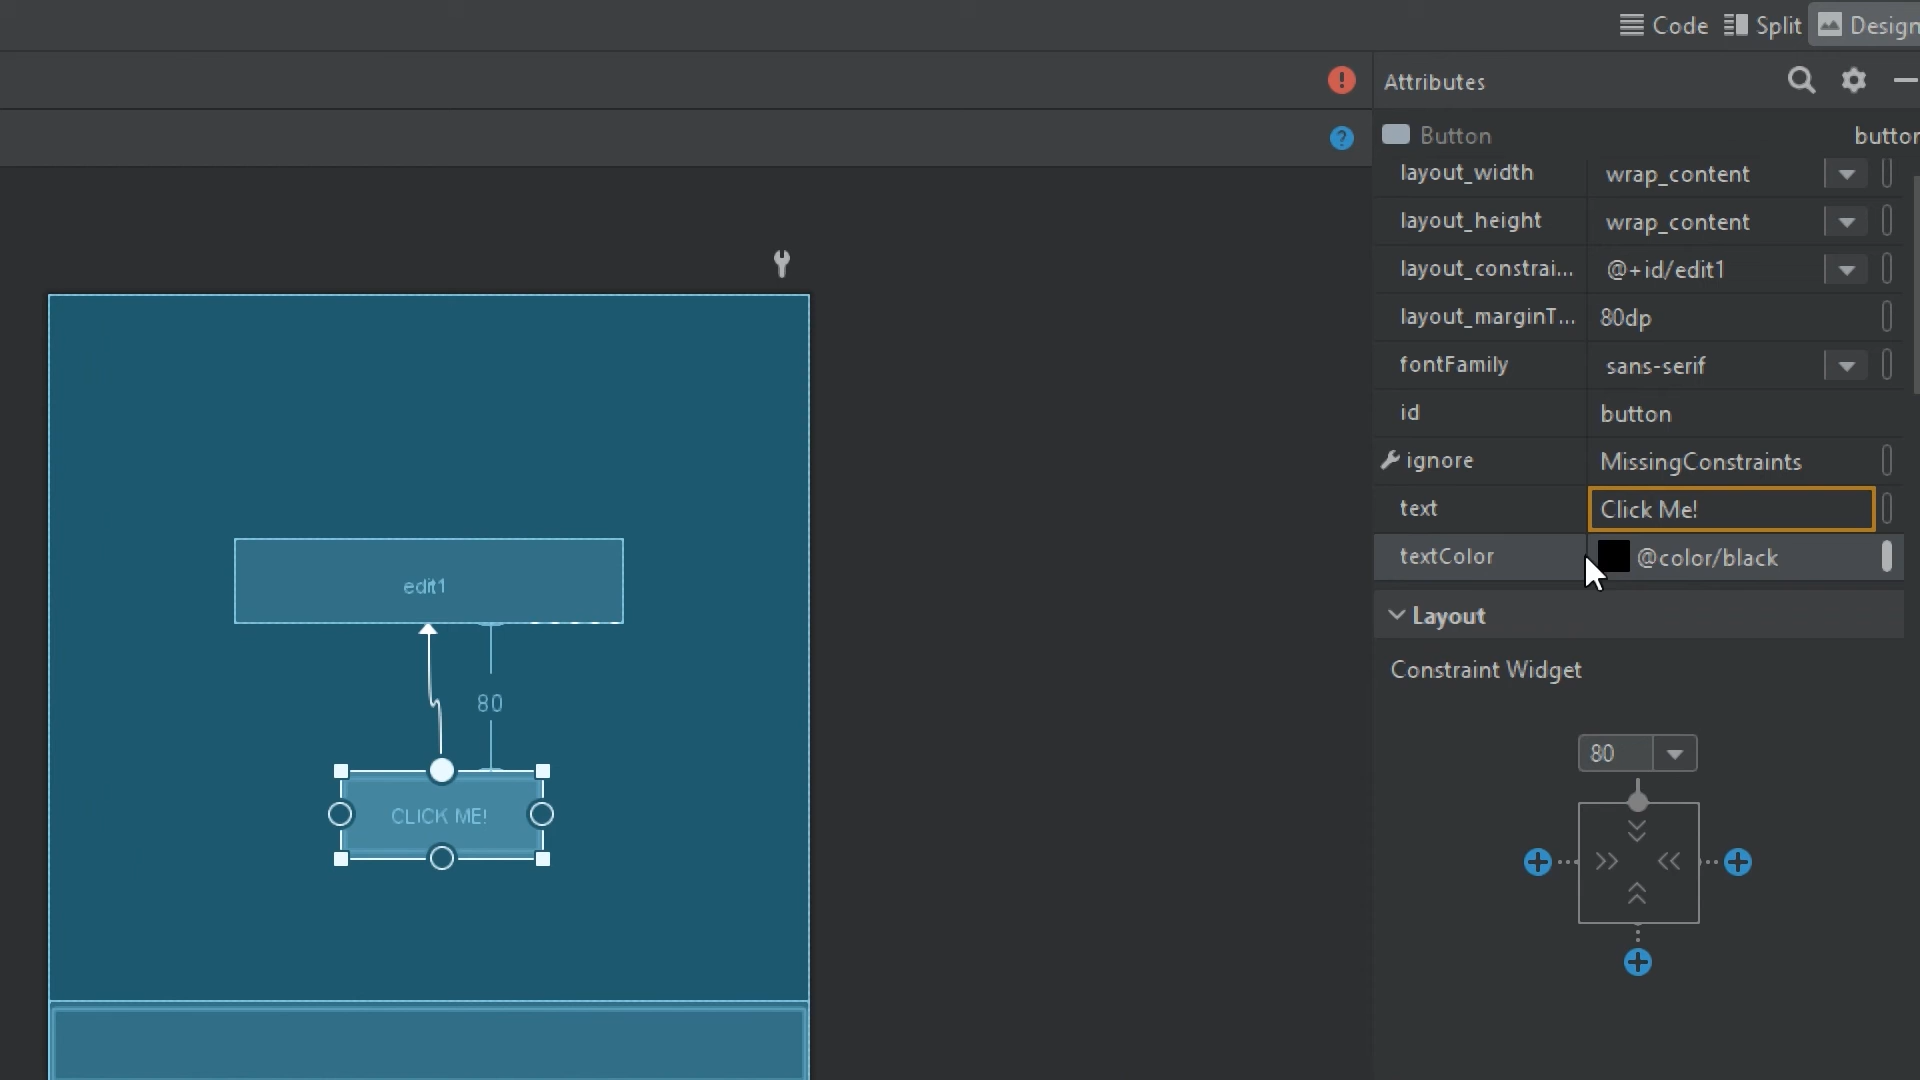 Code Split Design
Attributes
Button button
layout_width wrap_content
layout_height wrap_content
layout_constrai... @+id/edit1
layout_marginT... 80dp
fontFamily sans-serif
id button
ignore MissingConstraints
text Click Me!
textColor @color/black
Layout
Constraint Widget
80
edit1
80
CLICK ME!